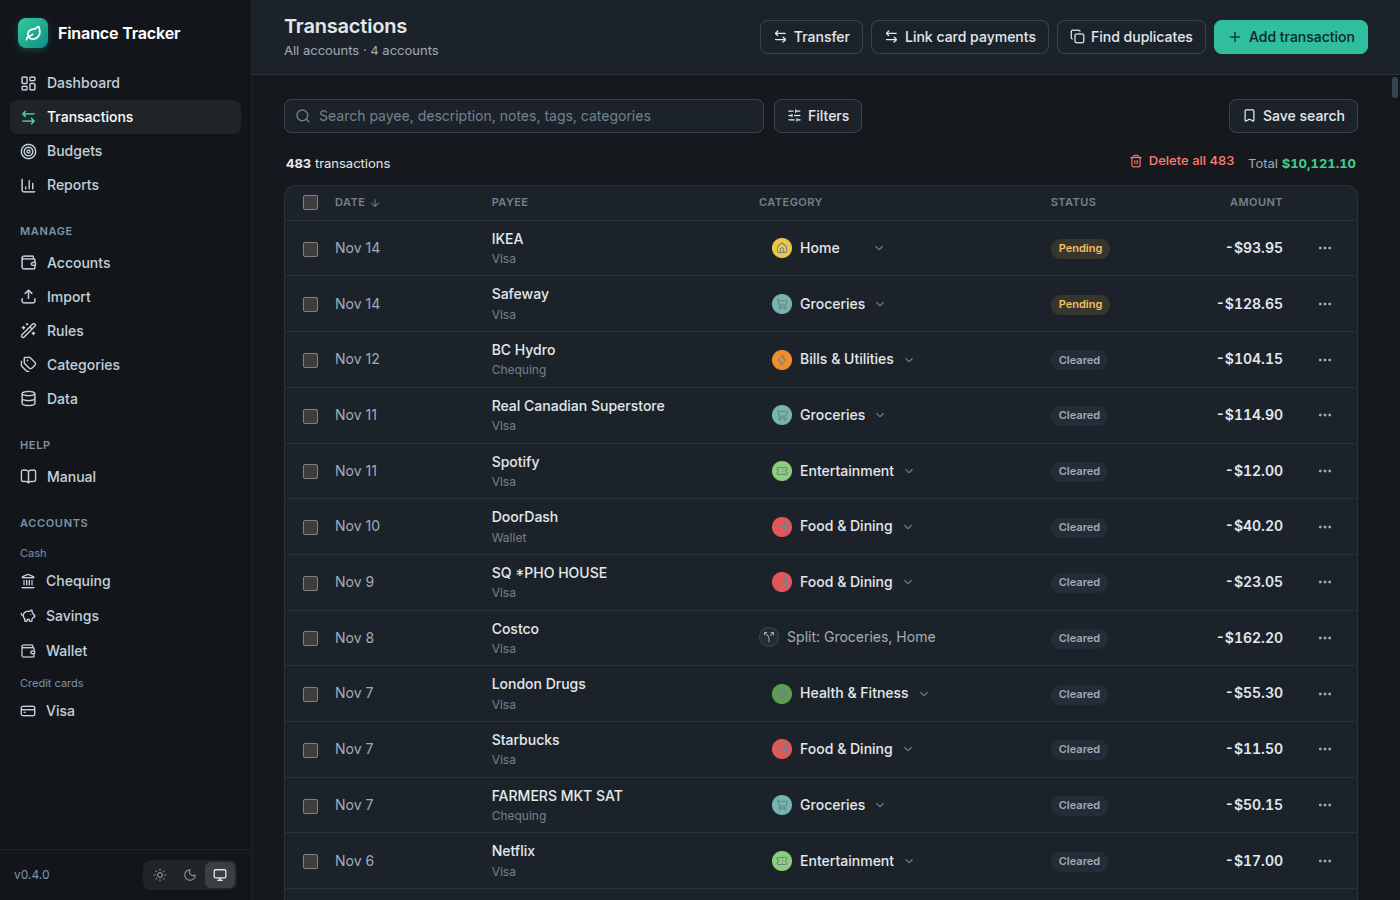 Finance Tracker
Dashboard
Transactions
Budgets
Reports
MANAGE
Accounts
Import
Rules
Categories
Data
HELP
Manual
ACCOUNTS
Cash
Chequing
Savings
Wallet
Credit cards
Visa
v0.4.0
Transactions
All accounts · 4 accounts
Transfer
Link card payments
Find duplicates
Add transaction
Search payee, description, notes, tags, categories
Filters
Save search
483 transactions
Delete all 483
Total $10,121.10
DATE PAYEE CATEGORY STATUS AMOUNT
Nov 14 IKEA Home Pending -$93.95
Visa
Nov 14 Safeway Groceries Pending -$128.65
Visa
Nov 12 BC Hydro Bills & Utilities Cleared -$104.15
Chequing
Nov 11 Real Canadian Superstore Groceries Cleared -$114.90
Visa
Nov 11 Spotify Entertainment Cleared -$12.00
Visa
Nov 10 DoorDash Food & Dining Cleared -$40.20
Wallet
Nov 9 SQ *PHO HOUSE Food & Dining Cleared -$23.05
Visa
Nov 8 Costco Split: Groceries, Home Cleared -$162.20
Visa
Nov 7 London Drugs Health & Fitness Cleared -$55.30
Visa
Nov 7 Starbucks Food & Dining Cleared -$11.50
Visa
Nov 7 FARMERS MKT SAT Groceries Cleared -$50.15
Chequing
Nov 6 Netflix Entertainment Cleared -$17.00
Visa